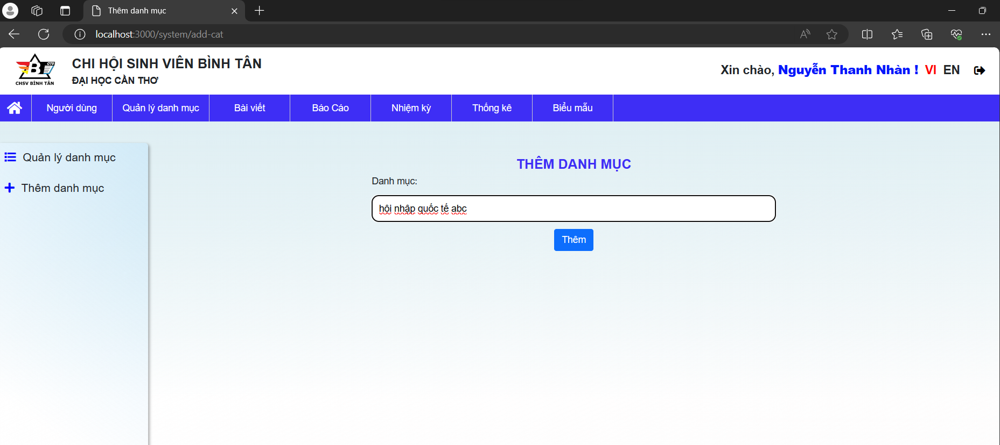 Thêm danh mục
localhost:3000/system/add-cat
CTU
B
CHSV BÌNH TÂN
CHI HỘI SINH VIÊN BÌNH TÂN
ĐẠI HỌC CẦN THƠ
Xin chào, Nguyễn Thanh Nhàn ! VI EN
Người dùng Quản lý danh mục Bài viết Báo Cáo Nhiệm kỳ Thống kê Biểu mẫu
Quản lý danh mục
Thêm danh mục
THÊM DANH MỤC
Danh mục:
hôi nhập quốc tế abc
Thêm